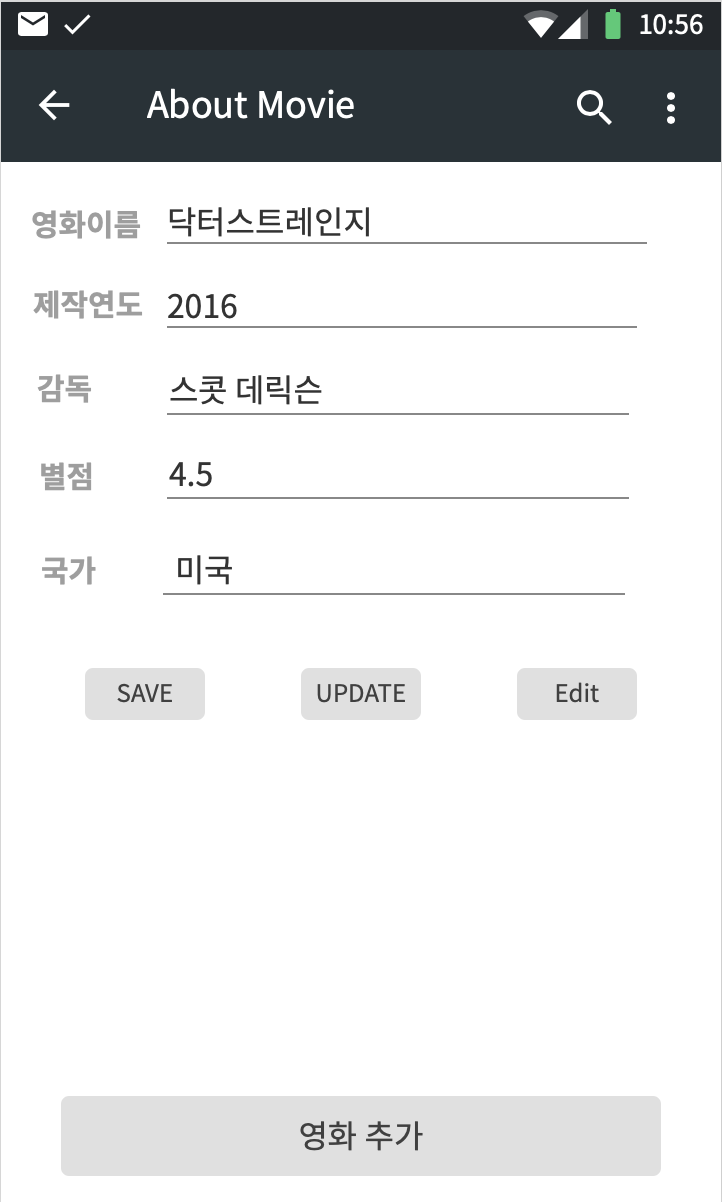 10:56
About Movie
영화이름 닥터스트레인지
제작연도 2016
감독 스콧 데릭슨
별점 4.5
국가 미국
SAVE UPDATE Edit
영화 추가